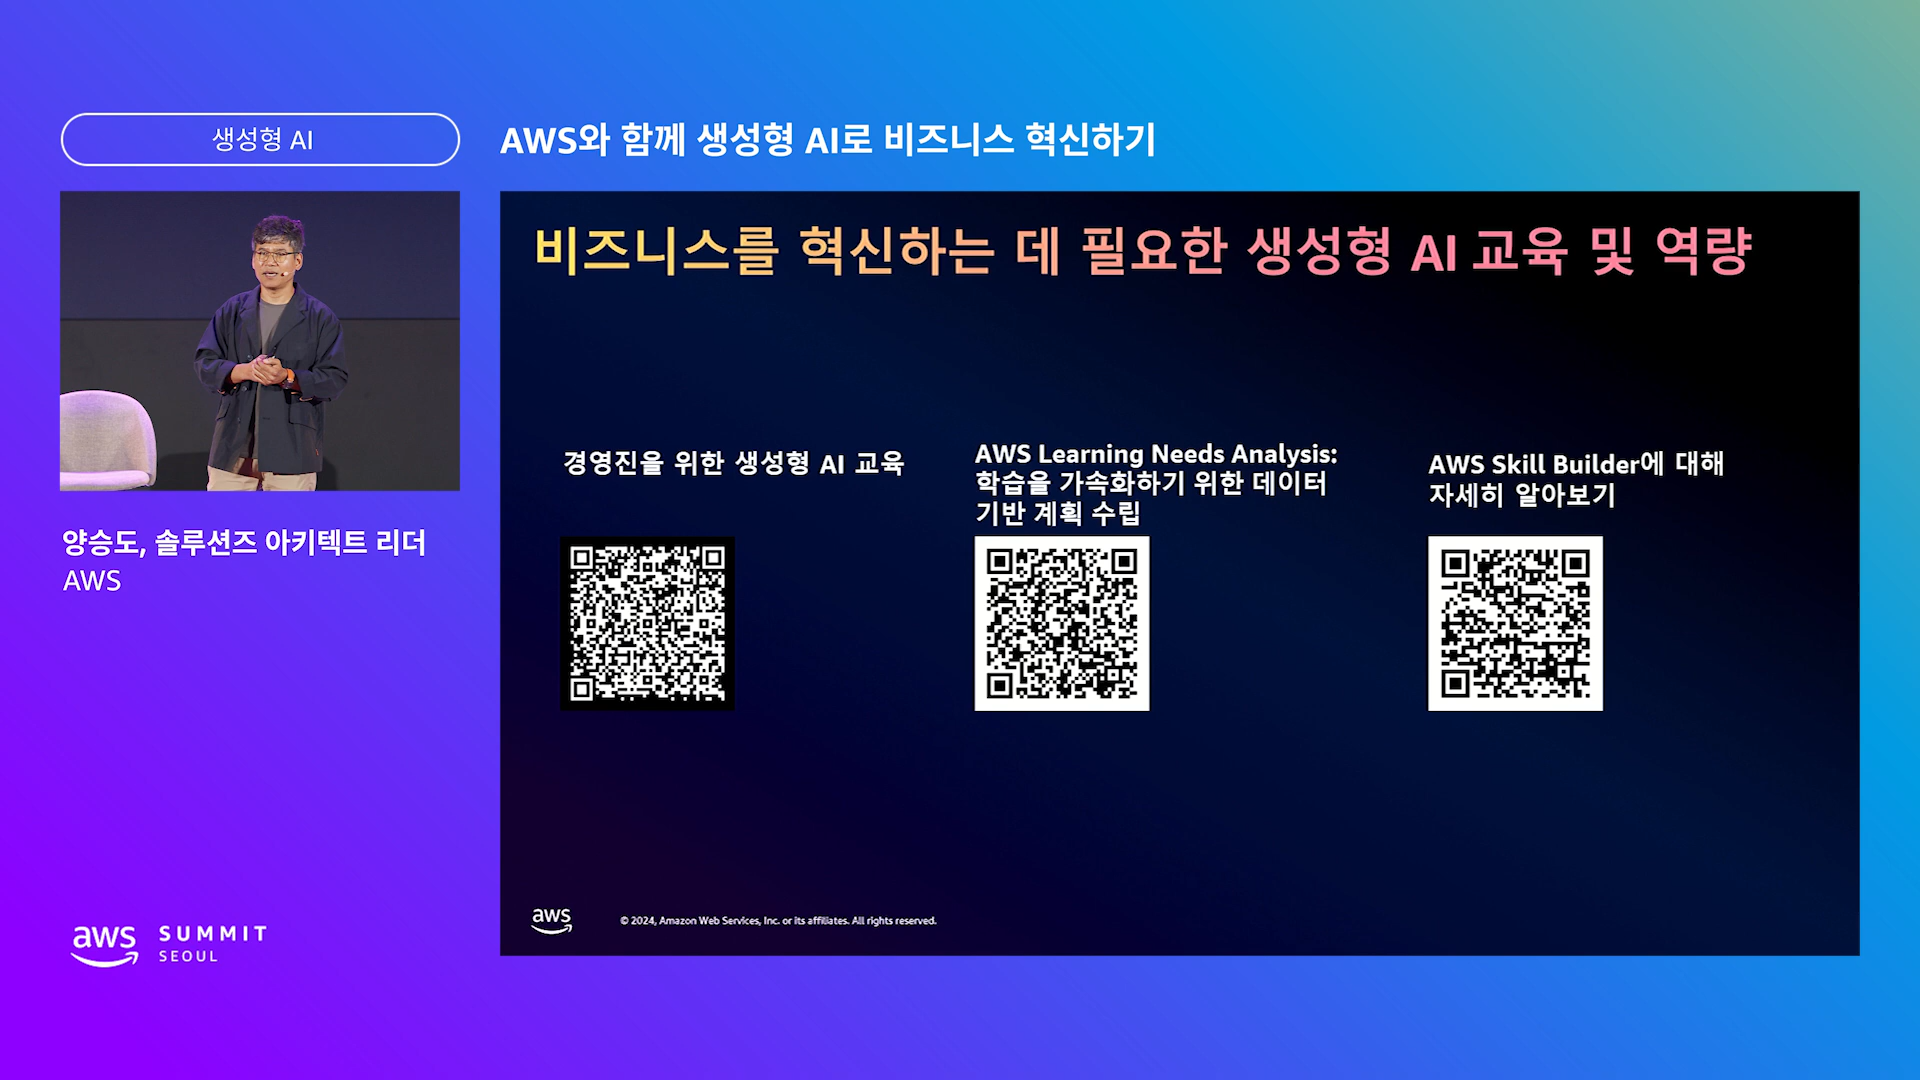 생성형 AI
AWS와 함께 생성형 AI로 비즈니스 혁신하기
비즈니스를 혁신하는 데 필요한 생성형 AI 교육 및 역량
경영진을 위한 생성형 AI 교육
AWS Learning Needs Analysis:
학습을 가속화하기 위한 데이터
기반 계획 수립
AWS Skill Builder에 대해
자세히 알아보기
양승도, 솔루션즈 아키텍트 리더
AWS
aws
SUMMIT
SEOUL
aws
© 2024, Amazon Web Services, Inc. or its affiliates. All rights reserved.